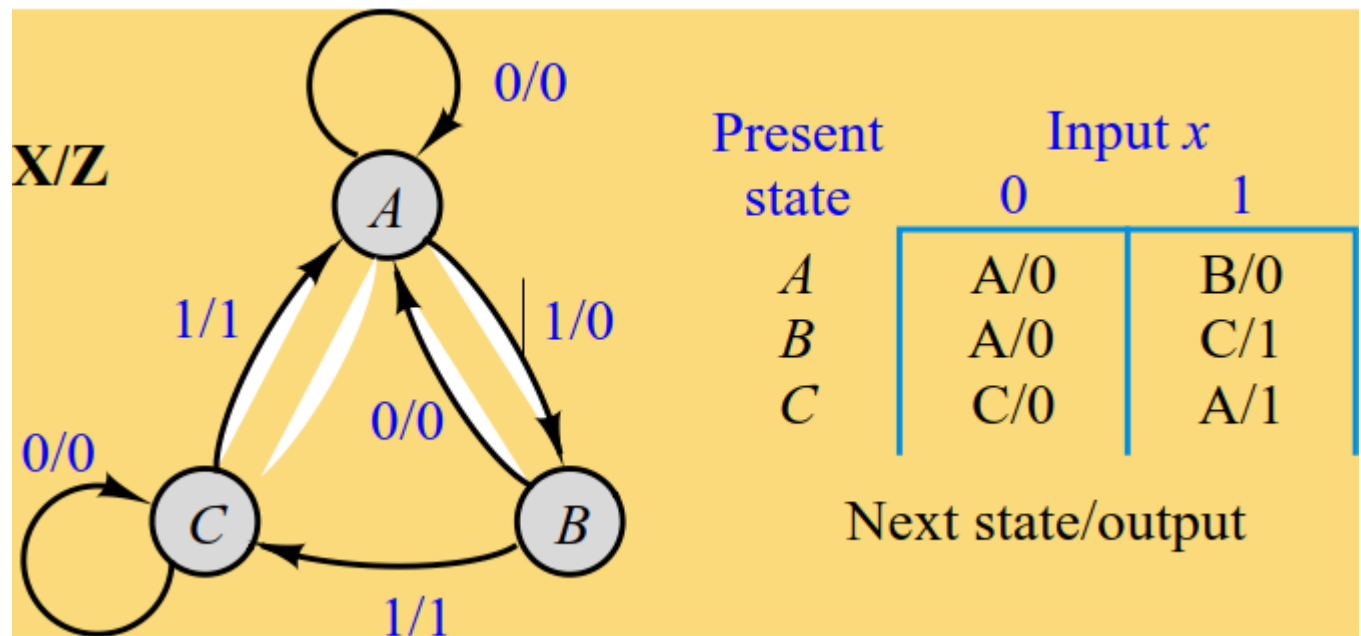 0/0
X/Z
A
1/1
1/0
0/0
0/0
C
B
1/1
Present Input x
state 0 1
A A/0 B/0
B A/0 C/1
C C/0 A/1
Next state/output